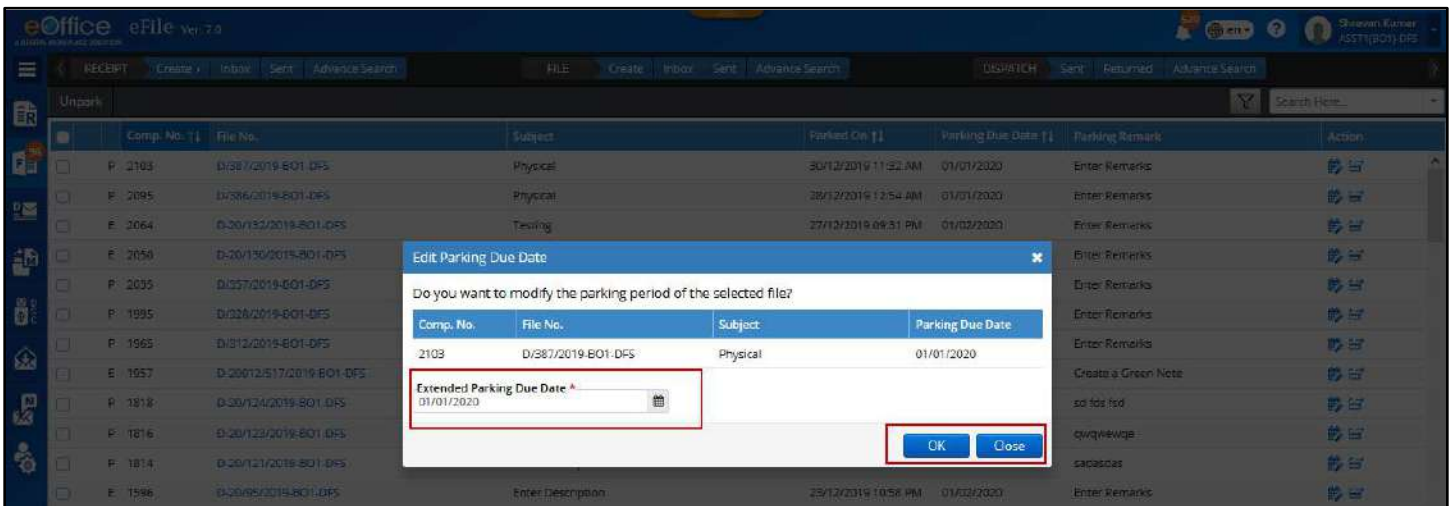 eOffice eFile Ver. 7.0
en
Shravan Kumar
ASST1(BO1)-DFS
RECEIPT Create Inbox Sent Advance Search FILE Create Inbox Sent Advance Search DISPATCH Sent Returned Advance Search
Unpark Search Here...
Comp. No. File No. Subject Parked On Parking Due Date Parking Remark Action
P 2103 D/387/2019-BO1-DFS Physical 30/12/2019 11:32 AM 01/01/2020 Enter Remarks
P 2095 D/386/2019-BO1-DFS Physical 28/12/2019 12:54 AM 01/01/2020 Enter Remarks
E 2064 D-20/132/2019-BO1-DFS Testing 27/12/2019 09:31 PM 01/02/2020 Enter Remarks
E 2050 D-20/130/2019-BO1-DFS Enter Remarks
P 2035 D/357/2019-BO1-DFS Enter Remarks
P 1995 D/328/2019-BO1-DFS Enter Remarks
P 1965 D/312/2019-BO1-DFS Enter Remarks
E 1957 D-20012/517/2019-BO1-DFS Create a Green Note
P 1818 D-20/124/2019-BO1-DFS sd fds fsd
P 1816 D-20/123/2019-BO1-DFS qwqwewqe
P 1814 D-20/121/2019-BO1-DFS sadasdas
E 1596 D-20/95/2019-BO1-DFS Enter Description 23/12/2019 10:58 PM 01/02/2020 Enter Remarks
Edit Parking Due Date
Do you want to modify the parking period of the selected file?
Comp. No. File No. Subject Parking Due Date
2103 D/387/2019-BO1-DFS Physical 01/01/2020
Extended Parking Due Date *
01/01/2020
OK Close